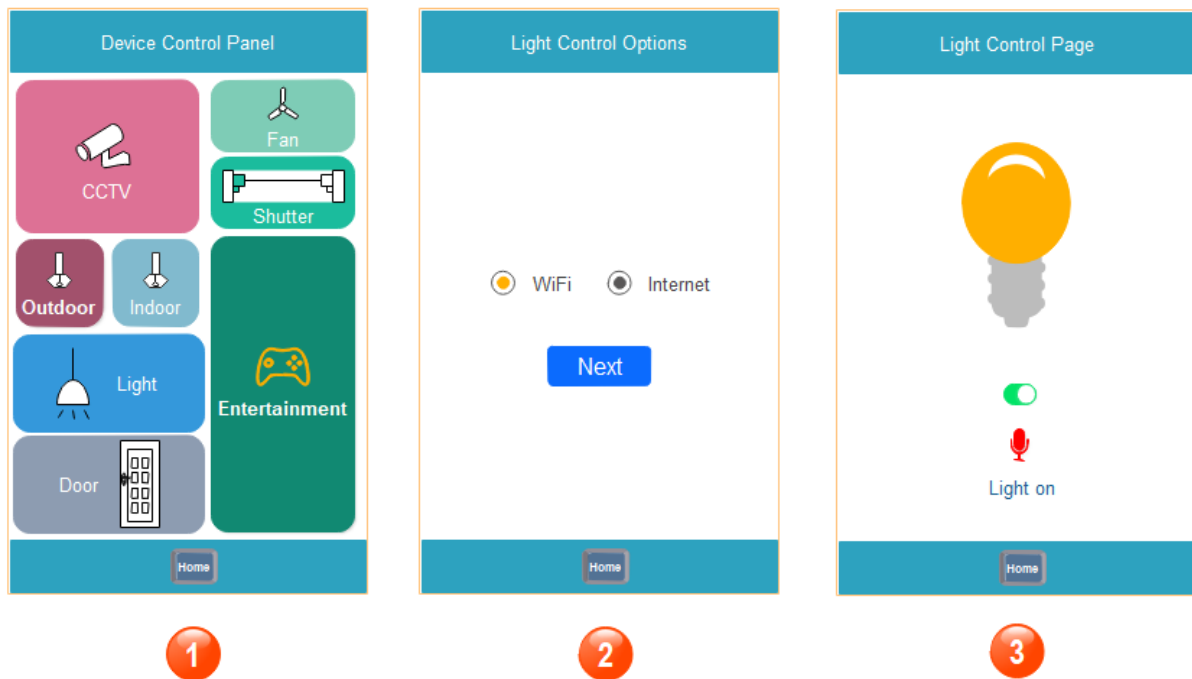 Device Control Panel
CCTV
Fan
Shutter
Outdoor
Indoor
Light
Entertainment
Door
Home
1
Light Control Options
WiFi
Internet
Next
Home
2
Light Control Page
Light on
Home
3